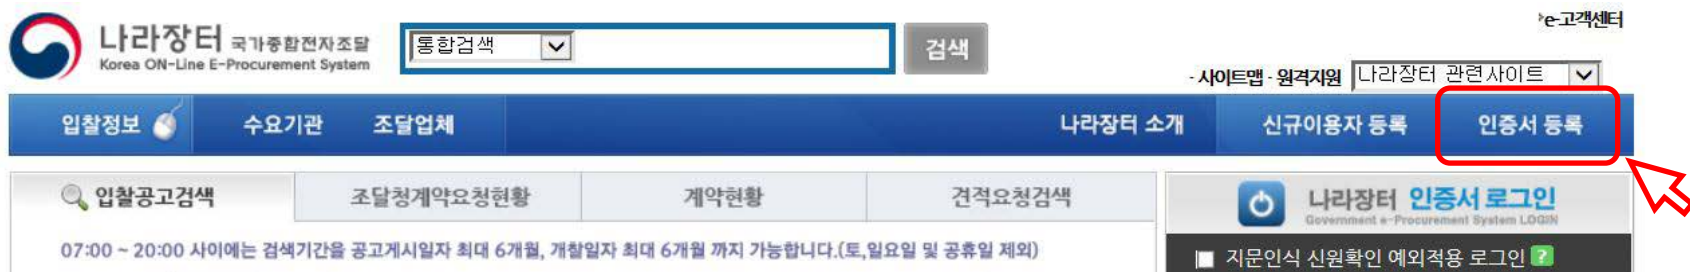 ›e-고객센터
나라장터 국가종합전자조달
Korea ON-Line E-Procurement System
통합검색
검색
- 사이트맵 - 원격지원
나라장터 관련사이트
입찰정보
수요기관
조달업체
나라장터 소개
신규이용자 등록
인증서 등록
입찰공고검색
조달청계약요청현황
계약현황
견적요청검색
나라장터 인증서 로그인
Government e-Procurement System LOGIN
07:00 ~ 20:00 사이에는 검색기간을 공고게시일자 최대 6개월, 개찰일자 최대 6개월 까지 가능합니다.(토,일요일 및 공휴일 제외)
지문인식 신원확인 예외적용 로그인 ?